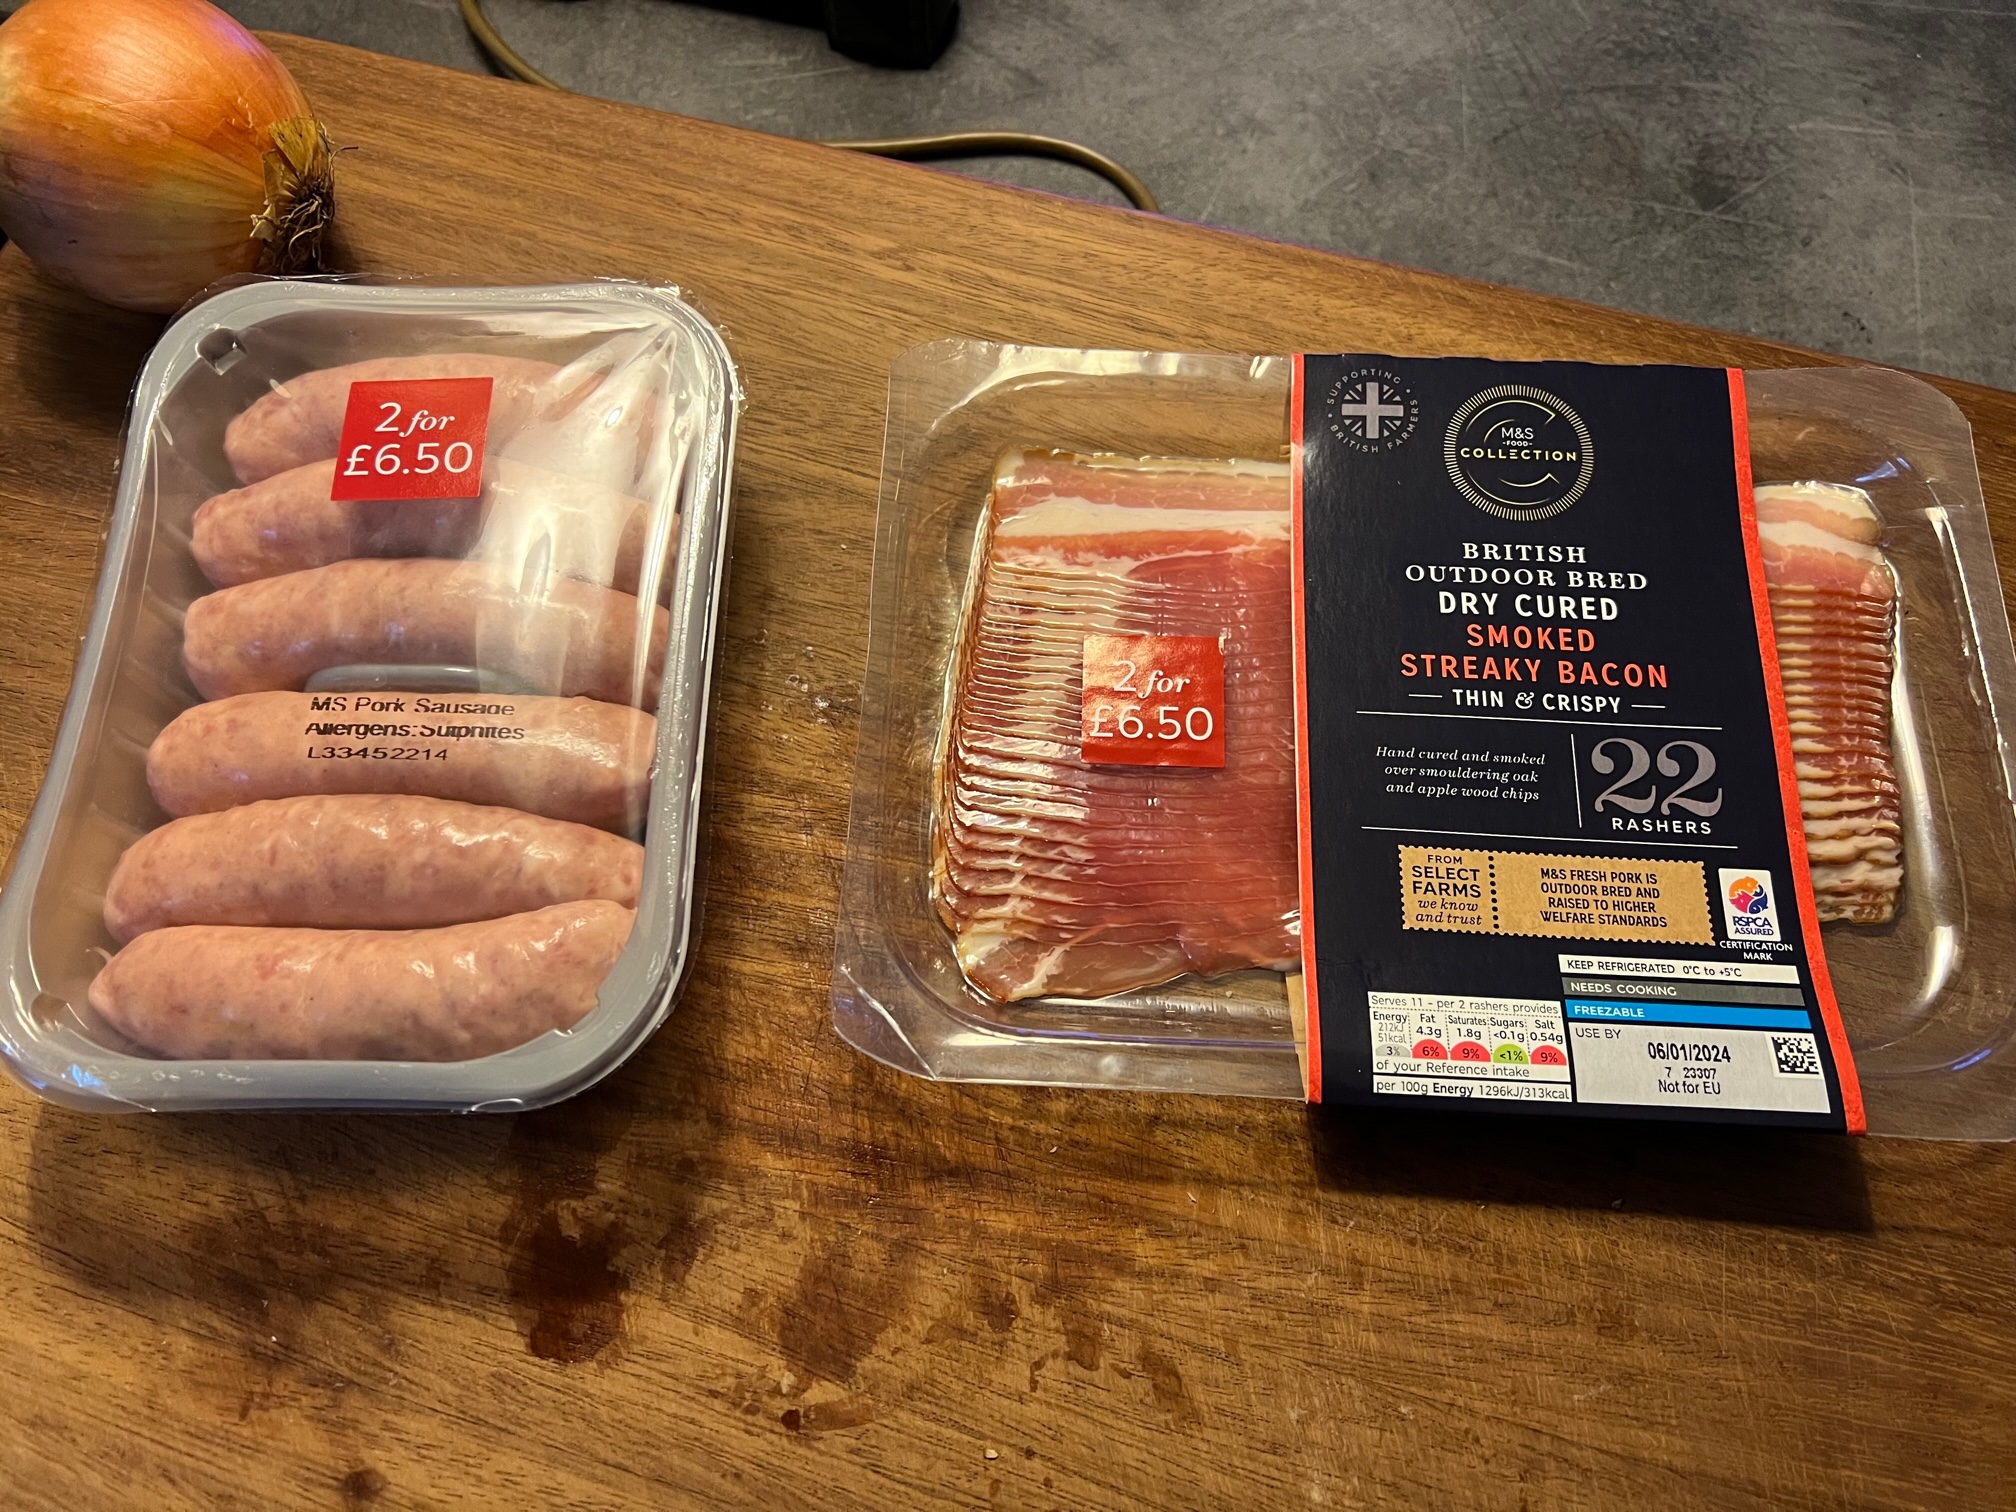 2 for
£6.50
MS Pork Sausage
Allergens: Sulphites
L33452214
2 for
£6.50
SUPPORTING BRITISH FARMERS
M&S
-FOOD-
COLLECTION
BRITISH
OUTDOOR BRED
DRY CURED
SMOKED
STREAKY BACON
THIN & CRISPY
Hand cured and smoked
over smouldering oak
and apple wood chips
22
RASHERS
FROM
SELECT
FARMS
we know
and trust
M&S FRESH PORK IS
OUTDOOR BRED AND
RAISED TO HIGHER
WELFARE STANDARDS
RSPCA
ASSURED
CERTIFICATION
MARK
KEEP REFRIGERATED 0°C to +5°C
NEEDS COOKING
FREEZABLE
Serves 11 - per 2 rashers provides
Energy Fat Saturates Sugars Salt
212kJ 4.3g 1.8g <0.1g 0.54g
51kcal
3% 6% 9% <1% 9%
of your Reference intake
per 100g Energy 1296kJ/313kcal
USE BY
06/01/2024
7 23307
Not for EU